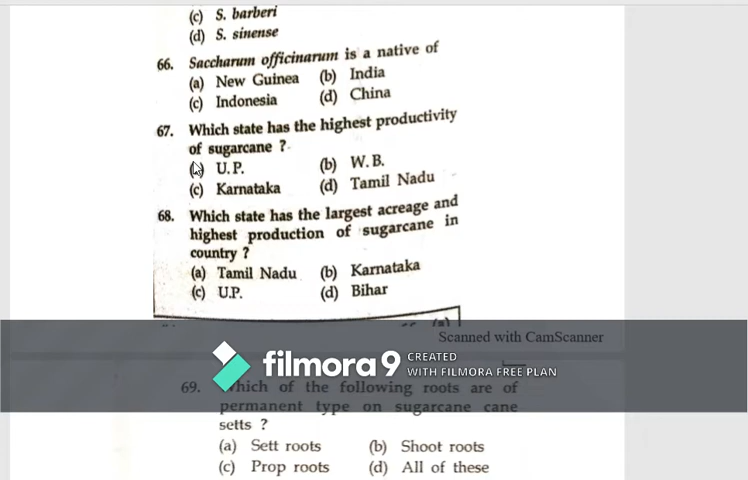 (c) S. barberi
(d) S. sinense
66. Saccharum officinarum is a native of
(a) New Guinea (b) India
(c) Indonesia (d) China
67. Which state has the highest productivity
of sugarcane ?
U.P. (b) W.B.
(c) Karnataka (d) Tamil Nadu
68. Which state has the largest acreage and
highest production of sugarcane in
country ?
(a) Tamil Nadu (b) Karnataka
(c) U.P. (d) Bihar
(a)
Scanned with CamScanner
filmora9 CREATED
WITH FILMORA FREE PLAN
69. Which of the following roots are of
permanent type on sugarcane cane
setts ?
(a) Sett roots (b) Shoot roots
(c) Prop roots (d) All of these